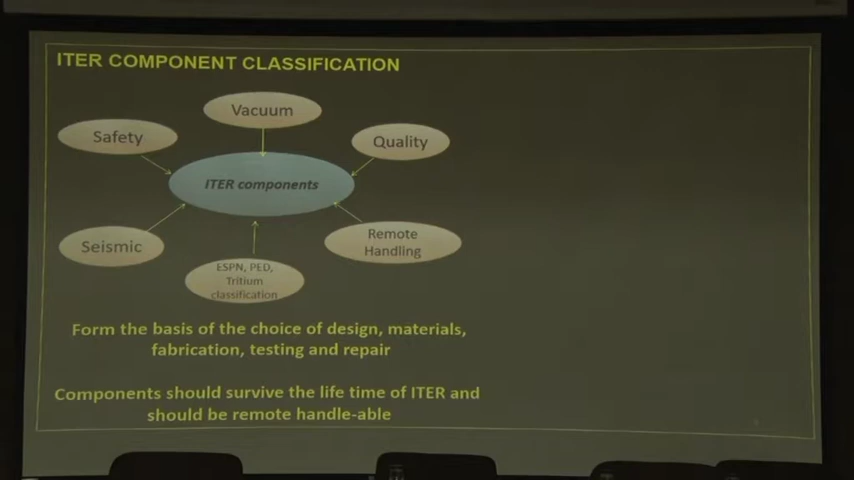 ITER COMPONENT CLASSIFICATION
Vacuum
Safety
Quality
ITER components
Seismic
Remote
Handling
ESPN, PED,
Tritium
classification
Form the basis of the choice of design, materials,
fabrication, testing and repair
Components should survive the life time of ITER and
should be remote handle-able